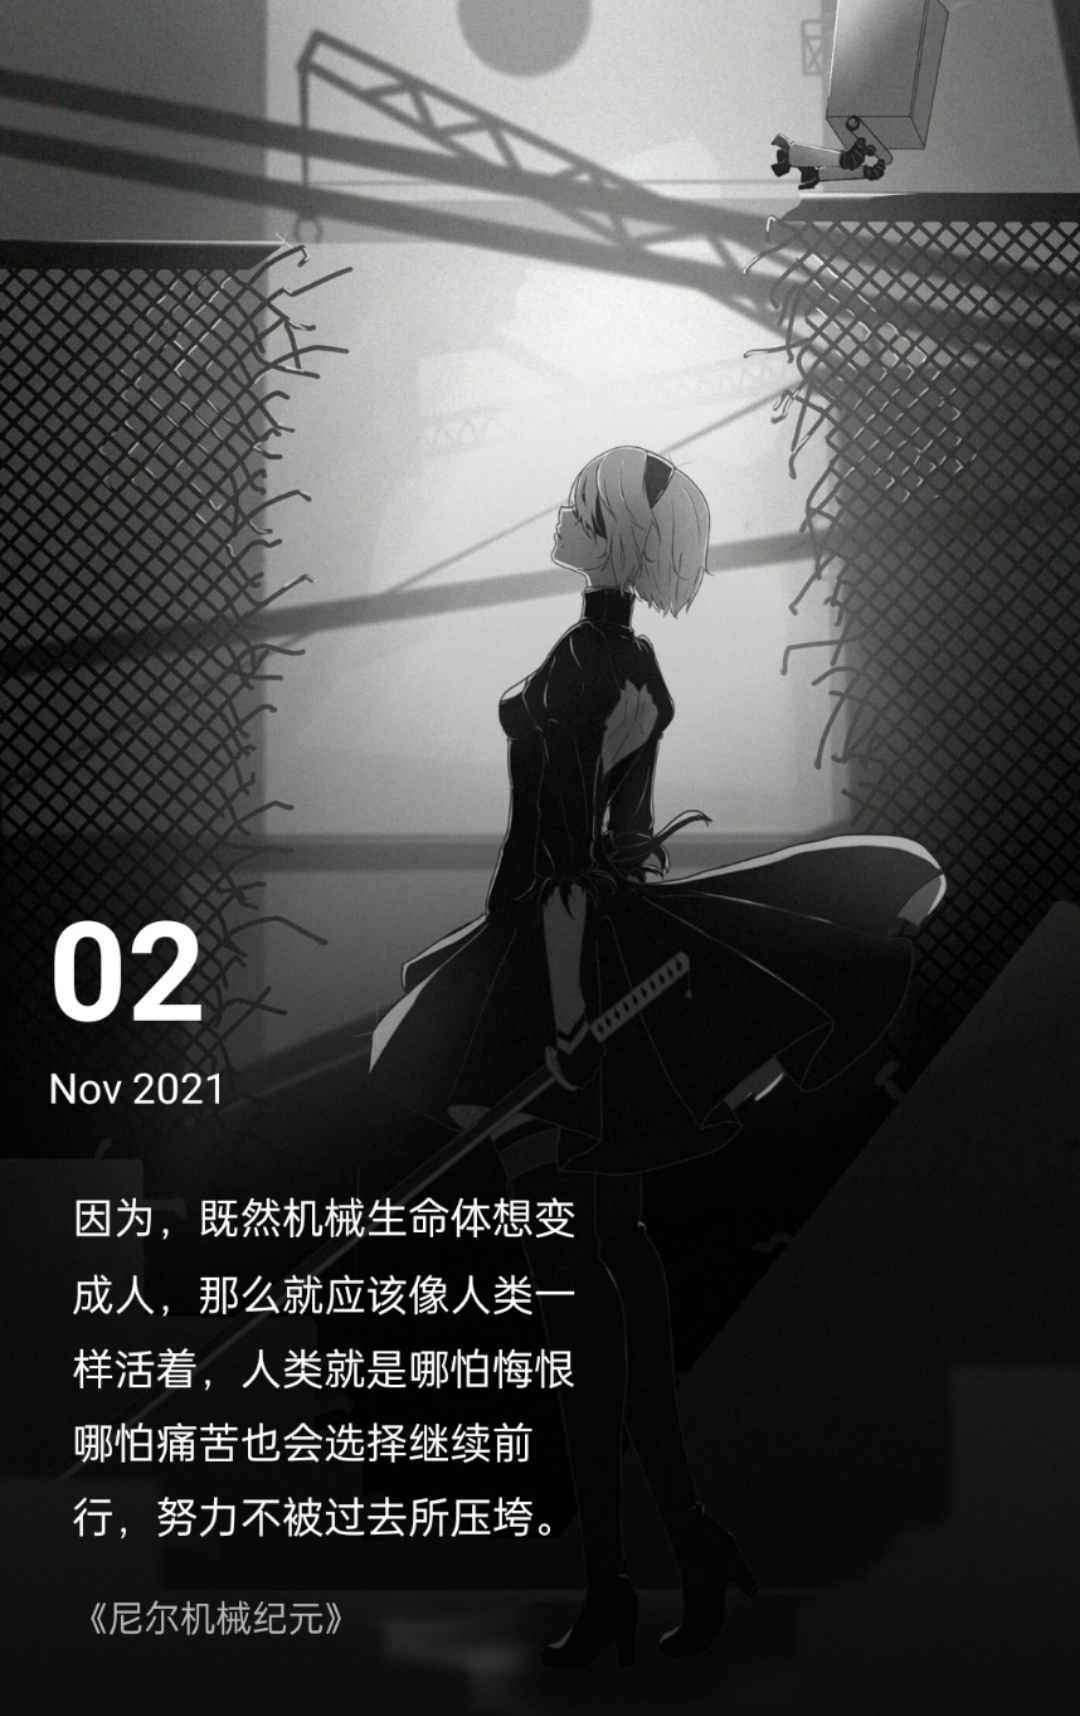 02
Nov 2021
因为，既然机械生命体想变
成人，那么就应该像人类一
样活着，人类就是哪怕悔恨
哪怕痛苦也会选择继续前
行，努力不被过去所压垮。
《尼尔机械纪元》